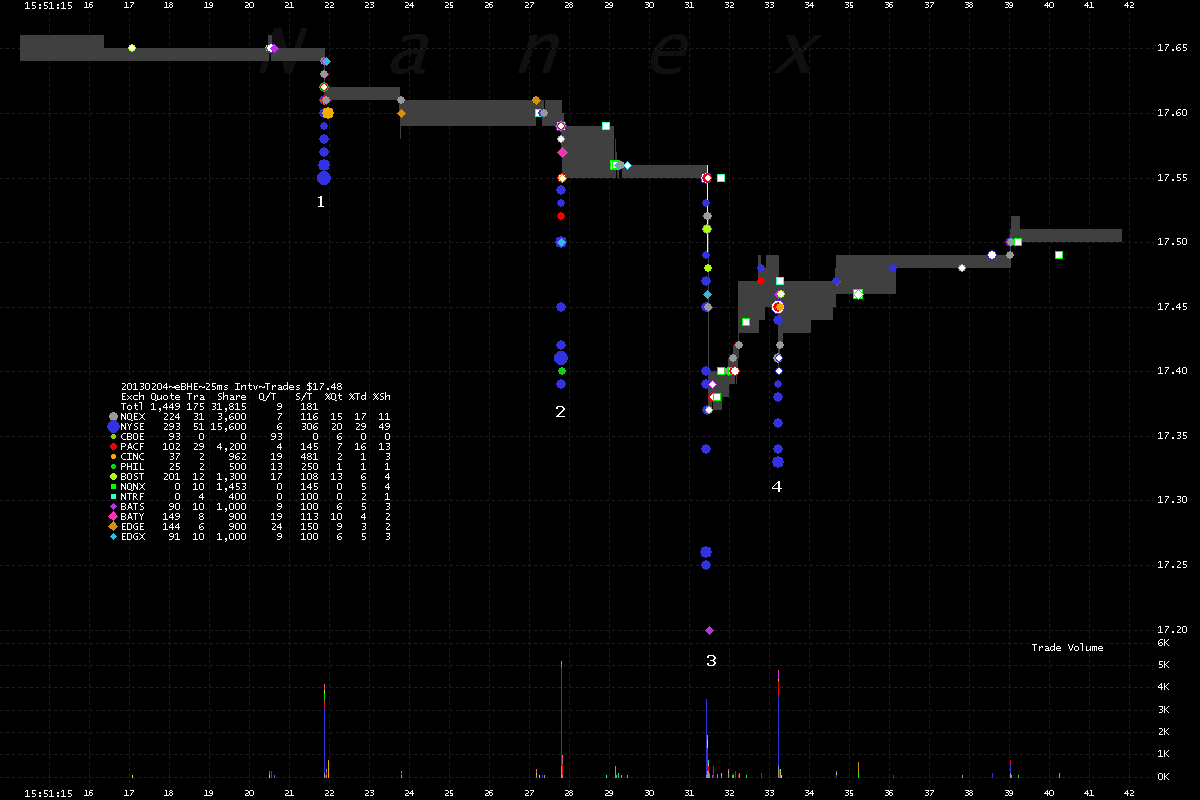 15:51:15 16 17 18 19 20 21 22 23 24 25 26 27 28 29 30 31 32 33 34 35 36 37 38 39 40 41 42
Nanex
17.65
17.60
17.55
1
17.50
17.45
17.40
2
17.35
4
17.30
17.25
17.20
3
20130204~eBHE~25ms Intv~Trades $17.48
Exch Quote Tra Share Q/T S/T %Qt %Td %Sh
Totl 1,449 175 31,815 9 181
NQEX 224 31 3,600 7 116 15 17 11
NYSE 293 51 15,600 6 306 20 29 49
CBOE 93 0 0 93 0 6 0 0
PACF 102 29 4,200 4 145 7 16 13
CINC 37 2 962 19 481 2 1 3
PHIL 25 2 500 13 250 1 1 1
BOST 201 12 1,300 17 108 13 6 4
NQNX 0 10 1,453 0 145 0 5 4
NTRF 0 4 400 0 100 0 2 1
BATS 90 10 1,000 9 100 6 5 3
BATY 149 8 900 19 113 10 4 2
EDGE 144 6 900 24 150 9 3 2
EDGX 91 10 1,000 9 100 6 5 3
Trade Volume
6K
5K
4K
3K
2K
1K
0K
15:51:15 16 17 18 19 20 21 22 23 24 25 26 27 28 29 30 31 32 33 34 35 36 37 38 39 40 41 42